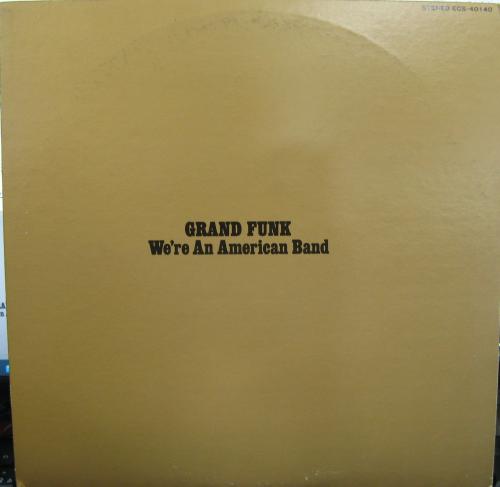 STEREO ECS-40140
GRAND FUNK
We're An American Band